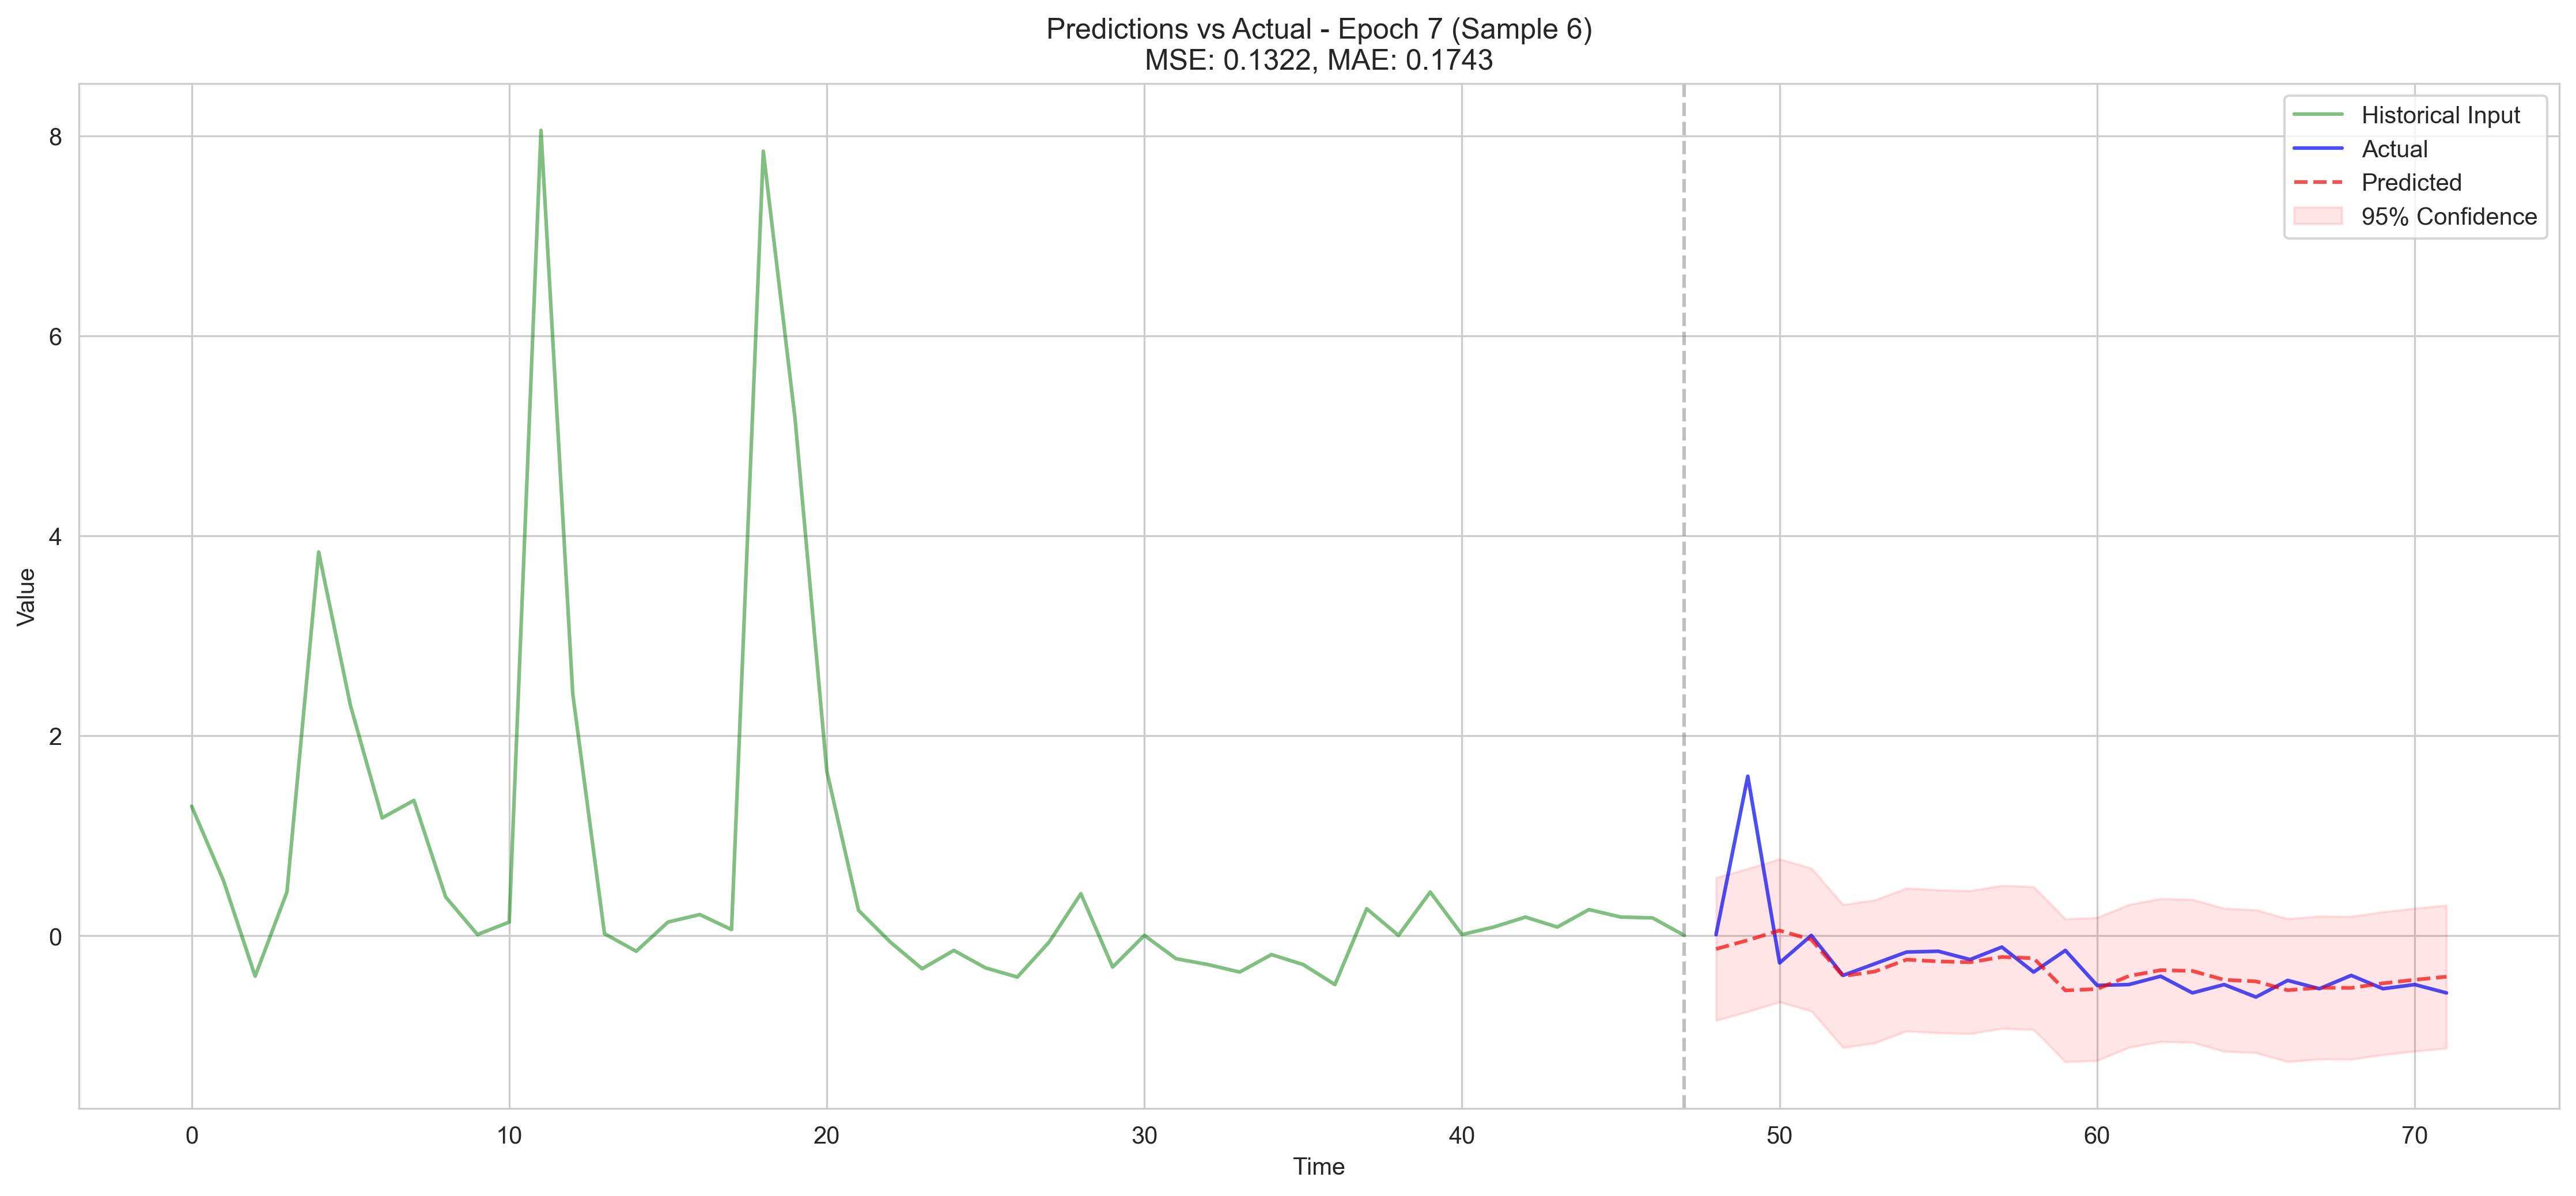 Predictions vs Actual - Epoch 7 (Sample 6)
MSE: 0.1322, MAE: 0.1743
Historical Input
Actual
Predicted
95% Confidence
Value
8
6
4
2
0
0
10
20
30
40
50
60
70
Time